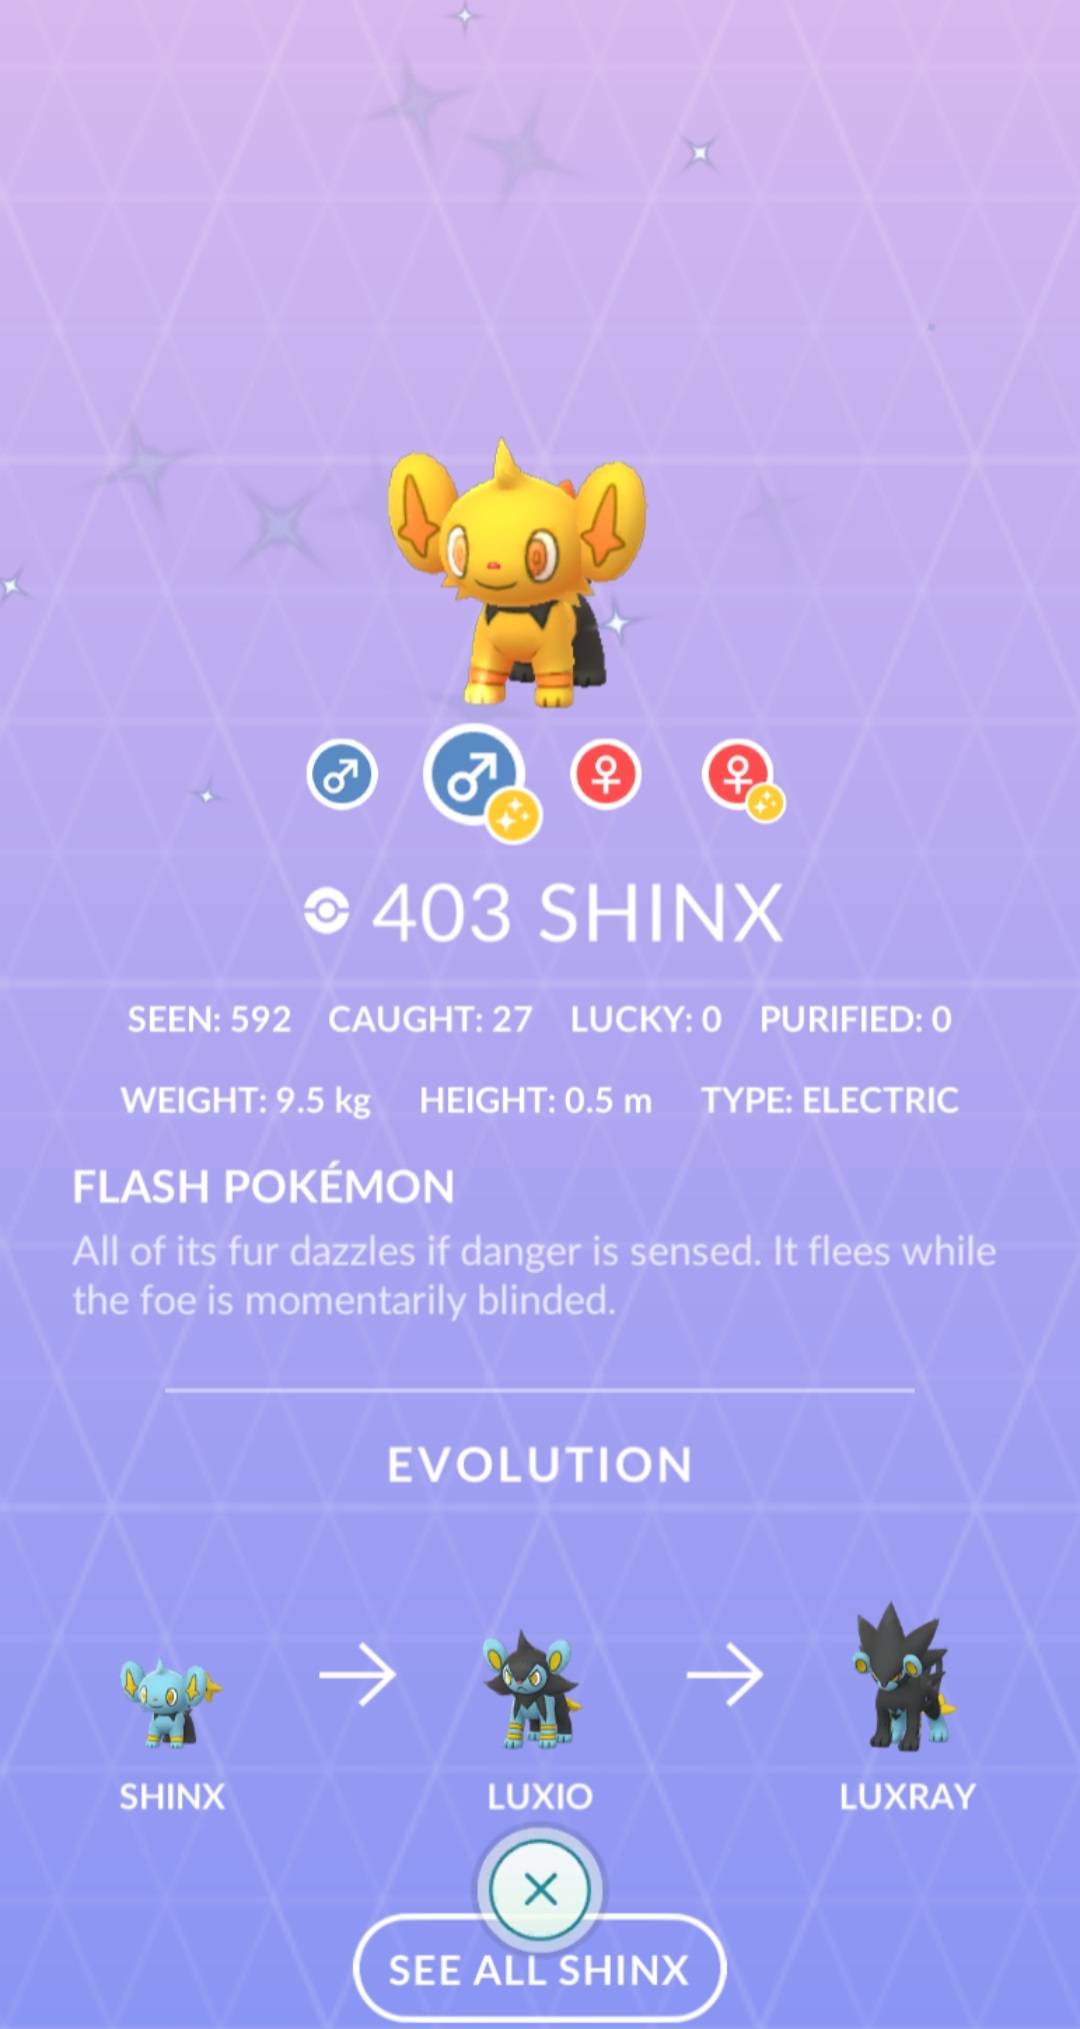 403 SHINX
SEEN: 592 CAUGHT: 27 LUCKY: 0 PURIFIED: 0
WEIGHT: 9.5 kg HEIGHT: 0.5 m TYPE: ELECTRIC
FLASH POKÉMON
All of its fur dazzles if danger is sensed. It flees while
the foe is momentarily blinded.
EVOLUTION
SHINX LUXIO LUXRAY
SEE ALL SHINX